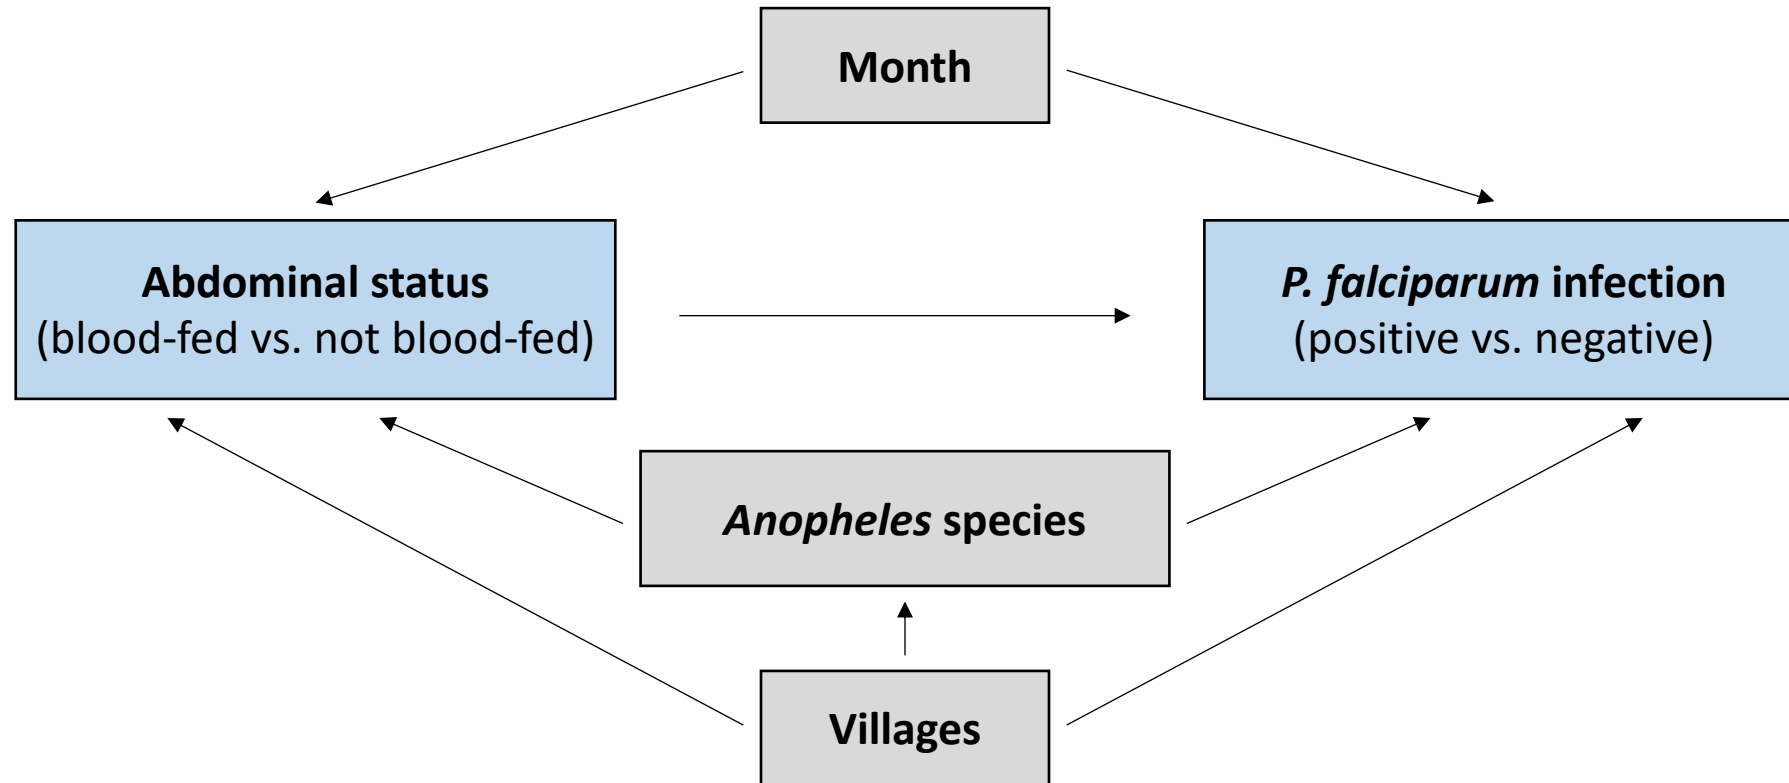 Month
Abdominal status
(blood-fed vs. not blood-fed)
P. falciparum infection
(positive vs. negative)
Anopheles species
Villages